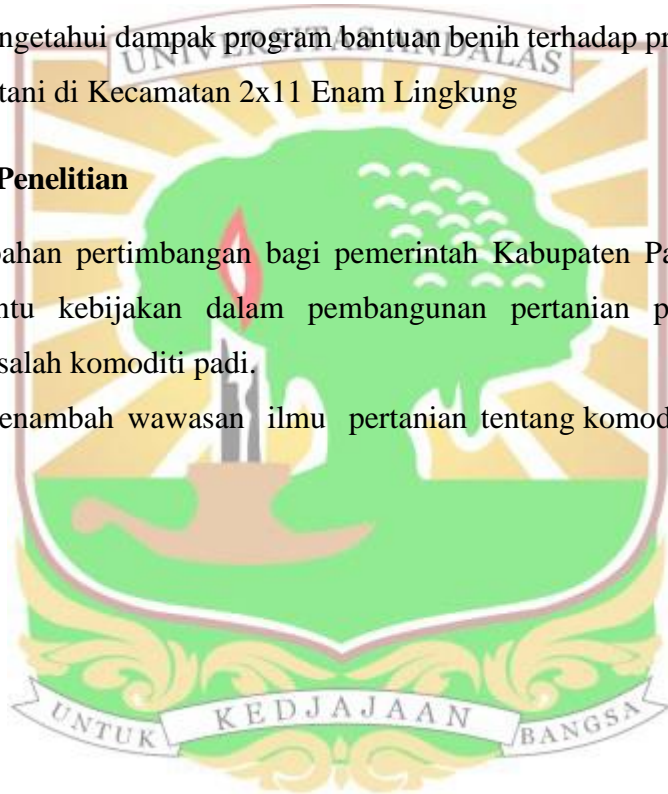 ngetahui dampak program bantuan benih terhadap pr
UNIVERSITAS ANDALAS
tani di Kecamatan 2x11 Enam Lingkung
Penelitian
bahan pertimbangan bagi pemerintah Kabupaten Pa
ntu kebijakan dalam pembangunan pertanian p
salah komoditi padi.
enambah wawasan ilmu pertanian tentang komod
UNTUK KEDJAJAAN BANGSA